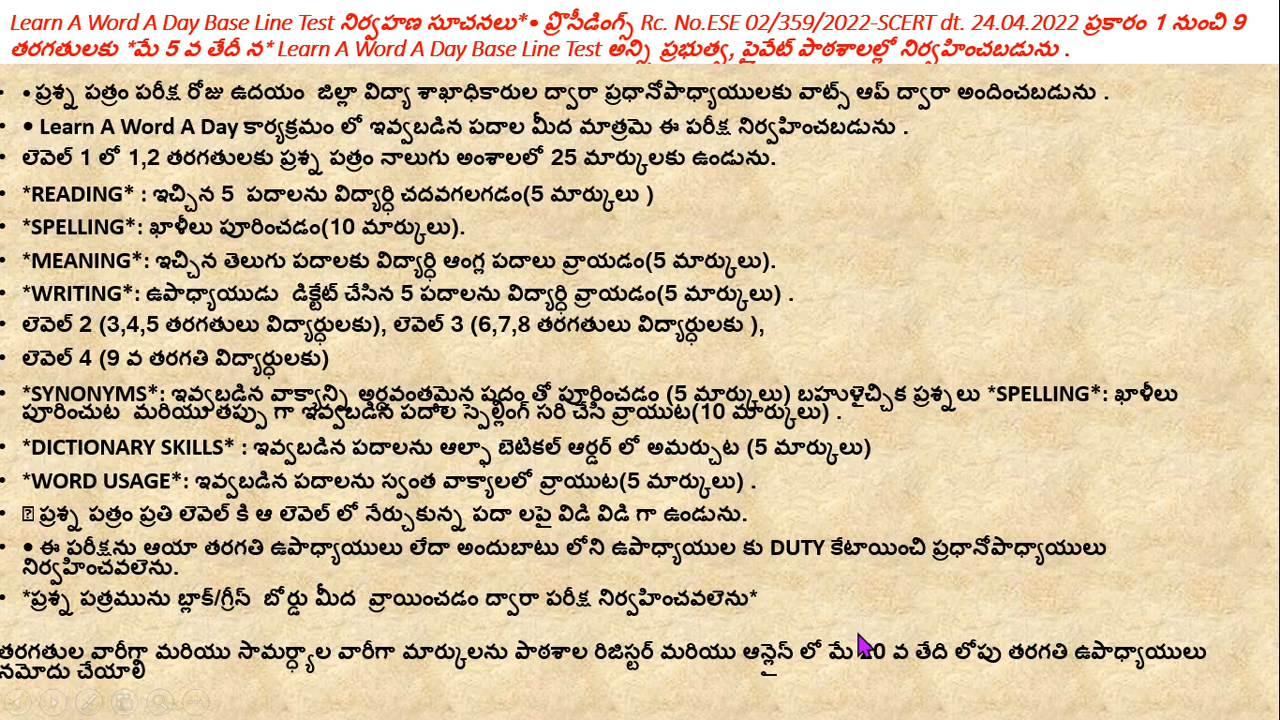 Learn A Word A Day Base Line Test నిర్వహణ సూచనలు*• ప్రొసీడింగ్స్ Rc. No.ESE 02/359/2022-SCERT dt. 24.04.2022 ప్రకారం 1 నుంచి 9
తరగతులకు *మే 5 వ తేదీ న* Learn A Word A Day Base Line Test అన్ని ప్రభుత్వ, ప్రైవేట్ పాఠశాలల్లో నిర్వహించబడును .
• • ప్రశ్న పత్రం పరీక్ష రోజు ఉదయం జిల్లా విద్యా శాఖాధికారుల ద్వారా ప్రధానోపాధ్యాయులకు వాట్స్ ఆప్ ద్వారా అందించబడును .
• • Learn A Word A Day కార్యక్రమం లో ఇవ్వబడిన పదాల మీద మాత్రమె ఈ పరీక్ష నిర్వహించబడును .
• లెవెల్ 1 లో 1,2 తరగతులకు ప్రశ్న పత్రం నాలుగు అంశాలలో 25 మార్కులకు ఉండును.
• *READING* : ఇచ్చిన 5 పదాలను విద్యార్ధి చదవగలగడం(5 మార్కులు )
• *SPELLING*: ఖాళీలు పూరించడం(10 మార్కులు).
• *MEANING*: ఇచ్చిన తెలుగు పదాలకు విద్యార్ధి ఆంగ్ల పదాలు వ్రాయడం(5 మార్కులు).
• *WRITING*: ఉపాధ్యాయుడు డిక్టేట్ చేసిన 5 పదాలను విద్యార్ధి వ్రాయడం(5 మార్కులు) .
• లెవెల్ 2 (3,4,5 తరగతులు విద్యార్ధులకు), లెవెల్ 3 (6,7,8 తరగతులు విద్యార్ధులకు ),
• లెవెల్ 4 (9 వ తరగతి విద్యార్ధులకు)
• *SYNONYMS*: ఇవ్వబడిన వాక్యాన్ని అర్ధవంతమైన పదం తో పూరించడం (5 మార్కులు) బహుళైచ్ఛిక ప్రశ్నలు *SPELLING*: ఖాళీలు
పూరించుట మరియు తప్పు గా ఇవ్వబడిన పదాల స్పెల్లింగ్ సరి చేసి వ్రాయుట(10 మార్కులు) .
• *DICTIONARY SKILLS* : ఇవ్వబడిన పదాలను ఆల్ఫా బెటికల్ ఆర్డర్ లో అమర్చుట (5 మార్కులు)
• *WORD USAGE*: ఇవ్వబడిన పదాలను స్వంత వాక్యాలలో వ్రాయుట(5 మార్కులు) .
• ప్రశ్న పత్రం ప్రతి లెవెల్ కి ఆ లెవెల్ లో నేర్చుకున్న పదా లపై విడి విడి గా ఉండును.
• • ఈ పరీక్షను ఆయా తరగతి ఉపాధ్యాయులు లేదా అందుబాటు లోని ఉపాధ్యాయుల కు DUTY కేటాయించి ప్రధానోపాధ్యాయులు
నిర్వహించవలెను.
• *ప్రశ్న పత్రమును బ్లాక్/గ్రీస్ బోర్డు మీద వ్రాయించడం ద్వారా పరీక్ష నిర్వహించవలెను*
తరగతుల వారీగా మరియు సామర్ధ్యాల వారీగా మార్కులను పాఠశాల రిజిస్టర్ మరియు ఆన్లైన్ లో మే వ తేది లోపు తరగతి ఉపాధ్యాయులు
నమోదు చేయాలి